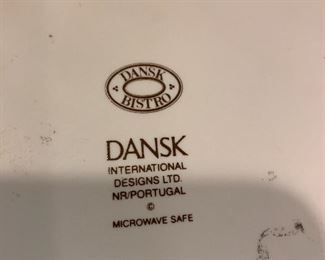 DANSK
BISTRO
DANSK
INTERNATIONAL
DESIGNS LTD.
NR/PORTUGAL
©
MICROWAVE SAFE